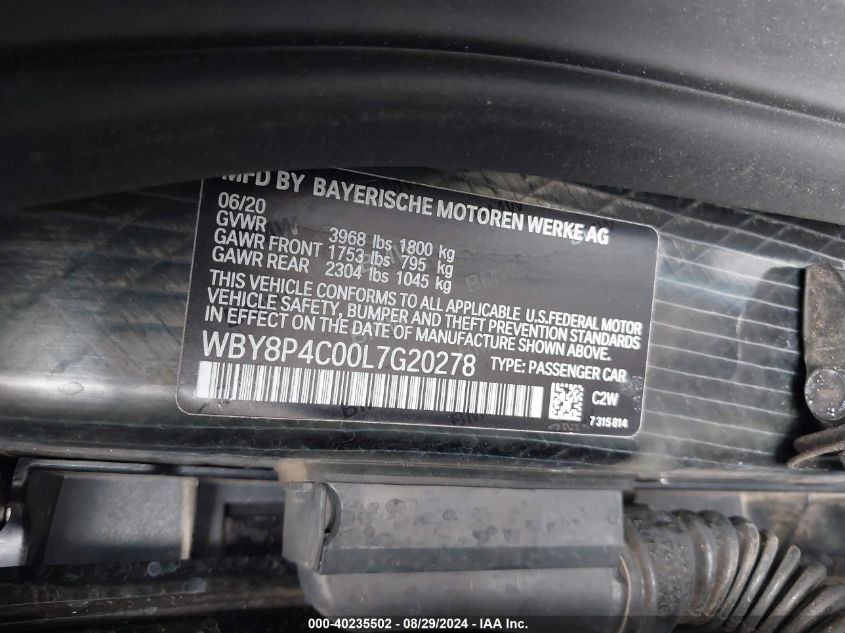 MFD BY BAYERISCHE MOTOREN WERKE AG
06/20
GVWR 3968 lbs 1800 kg
GAWR FRONT 1753 lbs 795 kg
GAWR REAR 2304 lbs 1045 kg
THIS VEHICLE CONFORMS TO ALL APPLICABLE U.S.FEDERAL MOTOR
VEHICLE SAFETY, BUMPER AND THEFT PREVENTION STANDARDS
IN EFFECT ON THE DATE OF MANUFACTURE SHOWN ABOVE.
WBY8P4C00L7G20278 TYPE: PASSENGER CAR
C2W
7315814
000-40235502 - 08/29/2024 - IAA Inc.